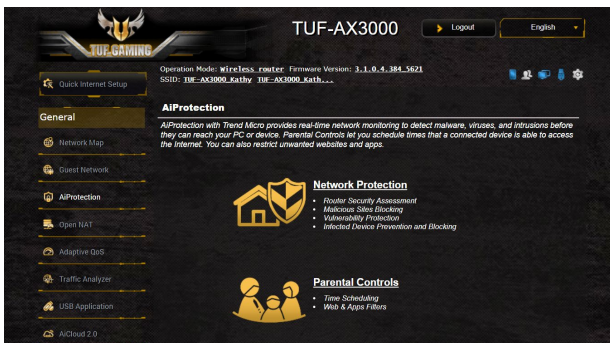 TUF GAMING
TUF-AX3000
Logout
English
Quick Internet Setup
Operation Mode: Wireless router Firmware Version: 3.1.0.4.384_5621
SSID: TUF-AX3000_Kathy TUF-AX3000_Kath...
General
Network Map
Guest Network
AiProtection
Open NAT
Adaptive QoS
Traffic Analyzer
USB Application
AiCloud 2.0
AiProtection
AiProtection with Trend Micro provides real-time network monitoring to detect malware, viruses, and intrusions before
they can reach your PC or device. Parental Controls let you schedule times that a connected device is able to access
the Internet. You can also restrict unwanted websites and apps.
Network Protection
• Router Security Assessment
• Malicious Sites Blocking
• Vulnerability Protection
• Infected Device Prevention and Blocking
Parental Controls
• Time Scheduling
• Web & Apps Filters